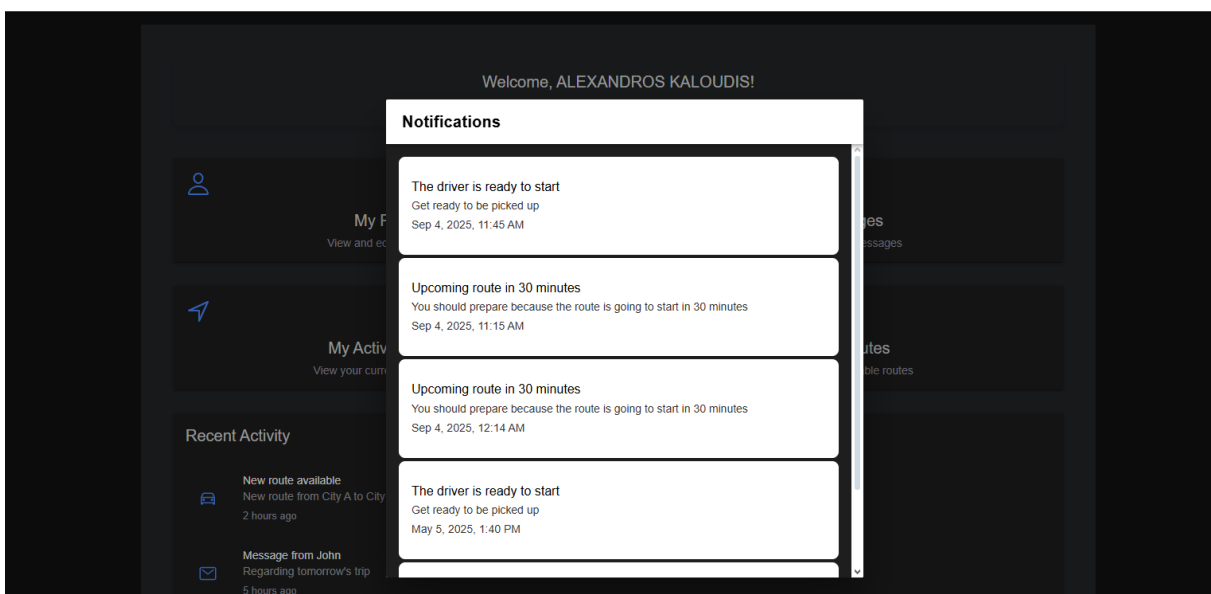 Welcome, ALEXANDROS KALOUDIS!
Notifications
The driver is ready to start
Get ready to be picked up
Sep 4, 2025, 11:45 AM
Upcoming route in 30 minutes
You should prepare because the route is going to start in 30 minutes
Sep 4, 2025, 11:15 AM
Upcoming route in 30 minutes
You should prepare because the route is going to start in 30 minutes
Sep 4, 2025, 12:14 AM
The driver is ready to start
Get ready to be picked up
May 5, 2025, 1:40 PM
My
View and
My
View your
ble routes
Recent Activity
New route available
New route from City A to City
2 hours ago
Message from John
Regarding tomorrow's trip
5 hours ago